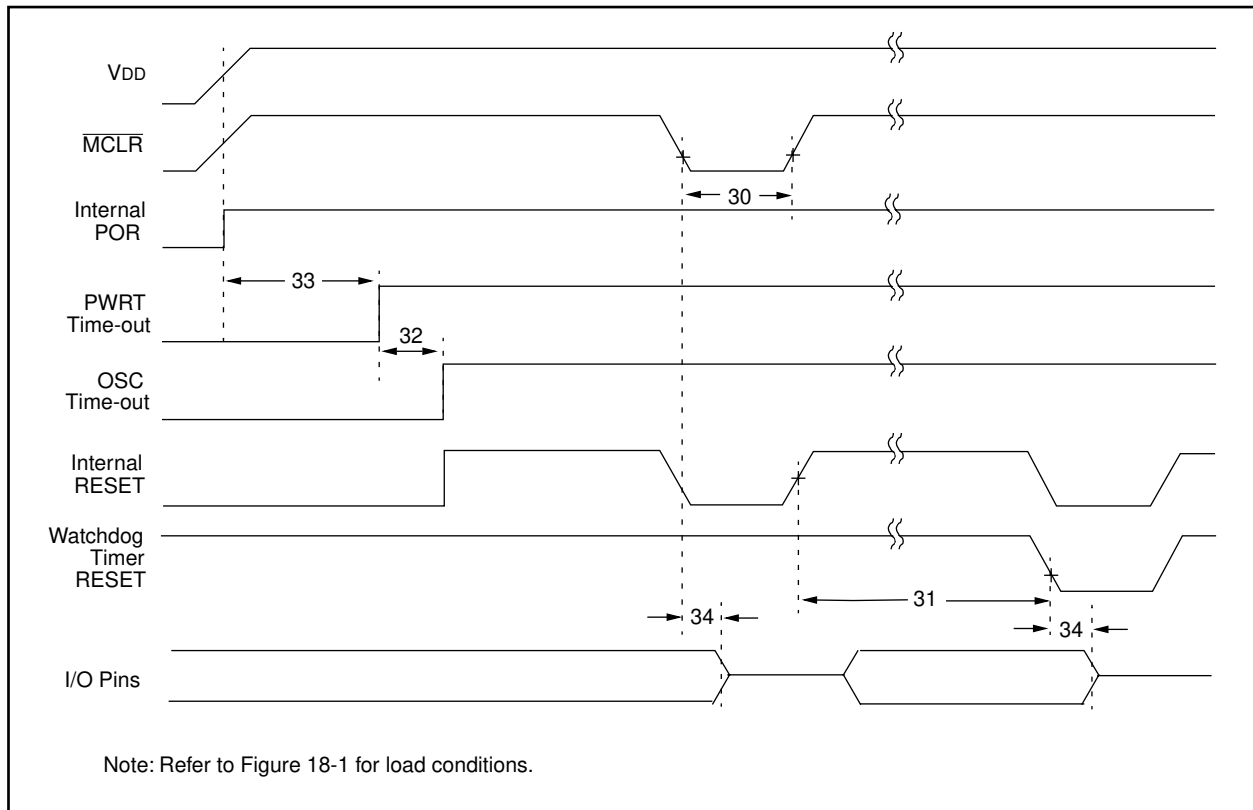 VDD
MCLR
30
Internal
POR
33
PWRT
Time-out
32
OSC
Time-out
Internal
RESET
Watchdog
Timer
RESET
31
34
34
I/O Pins
Note: Refer to Figure 18-1 for load conditions.